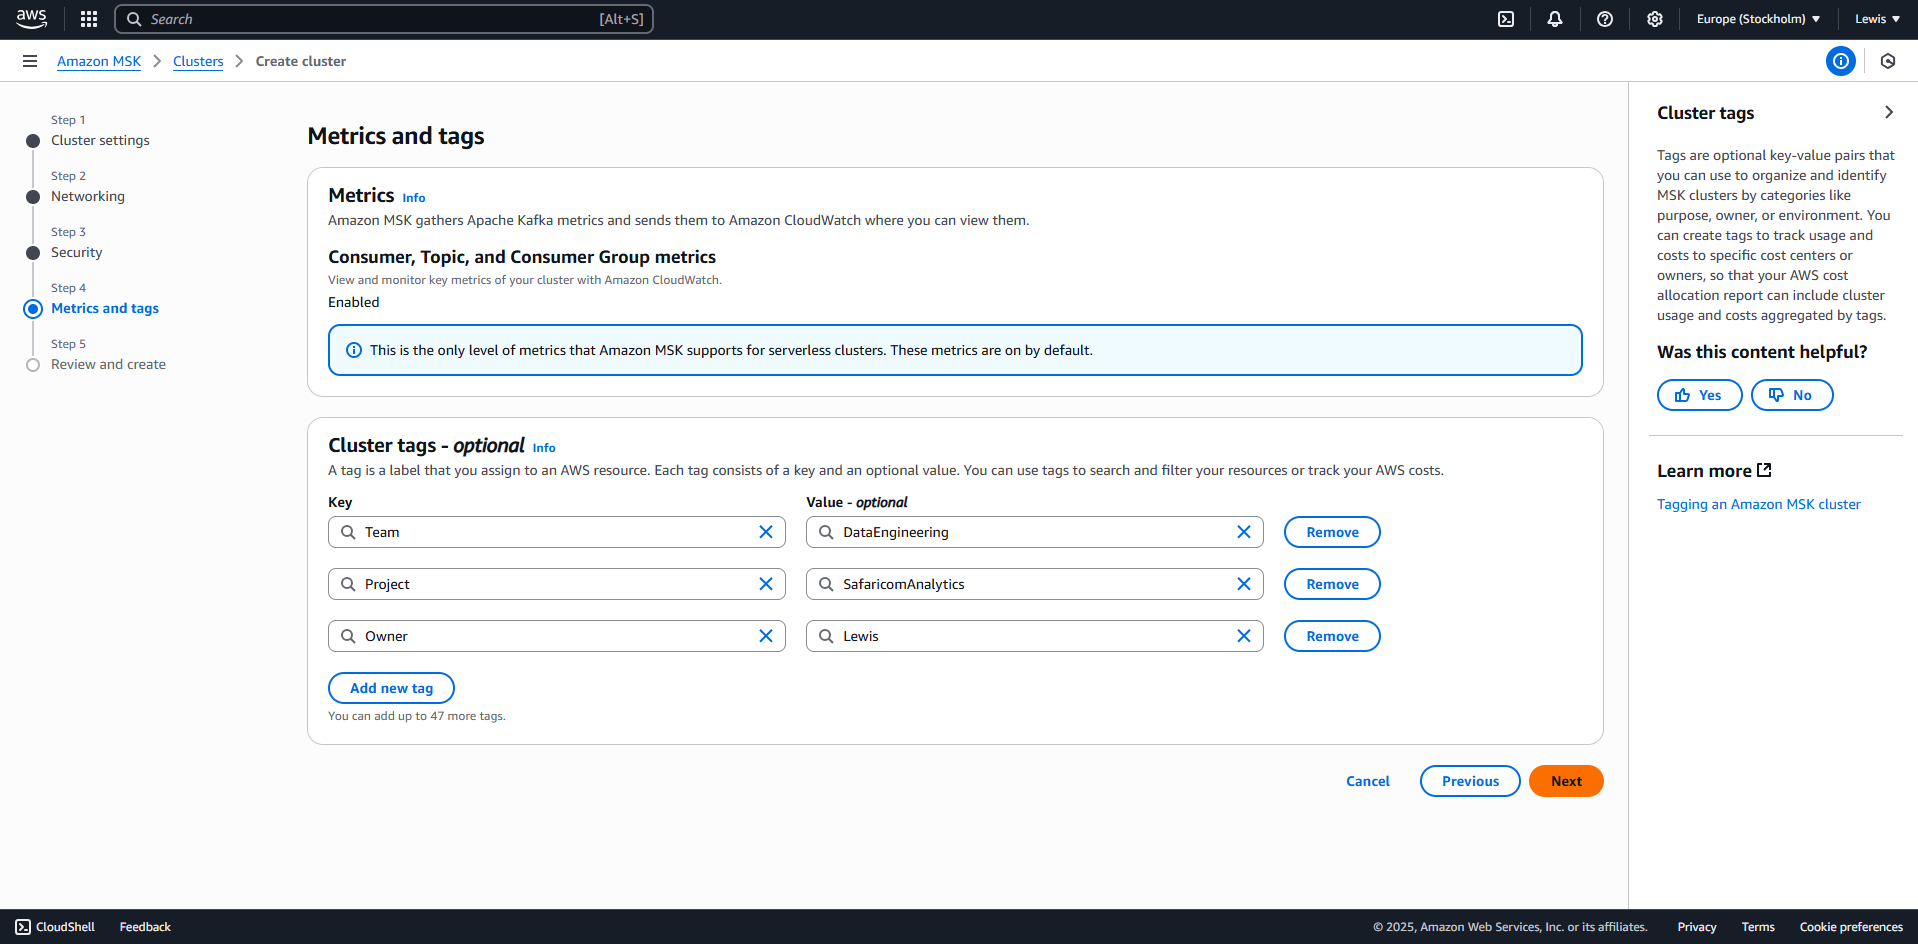 aws
Search
[Alt+S]
Europe (Stockholm)
Lewis
Amazon MSK
Clusters
Create cluster
Step 1
Cluster settings
Step 2
Networking
Step 3
Security
Step 4
Metrics and tags
Step 5
Review and create
Metrics and tags
Metrics Info
Amazon MSK gathers Apache Kafka metrics and sends them to Amazon CloudWatch where you can view them.
Consumer, Topic, and Consumer Group metrics
View and monitor key metrics of your cluster with Amazon CloudWatch.
Enabled
This is the only level of metrics that Amazon MSK supports for serverless clusters. These metrics are on by default.
Cluster tags - optional Info
A tag is a label that you assign to an AWS resource. Each tag consists of a key and an optional value. You can use tags to search and filter your resources or track your AWS costs.
Key
Value - optional
Team
DataEngineering
Remove
Project
SafaricomAnalytics
Remove
Owner
Lewis
Remove
Add new tag
You can add up to 47 more tags.
Cancel
Previous
Next
Cluster tags
Tags are optional key-value pairs that
you can use to organize and identify
MSK clusters by categories like
purpose, owner, or environment. You
can create tags to track usage and
costs to specific cost centers or
owners, so that your AWS cost
allocation report can include cluster
usage and costs aggregated by tags.
Was this content helpful?
Yes
No
Learn more
Tagging an Amazon MSK cluster
CloudShell
Feedback
© 2025, Amazon Web Services, Inc. or its affiliates.
Privacy
Terms
Cookie preferences